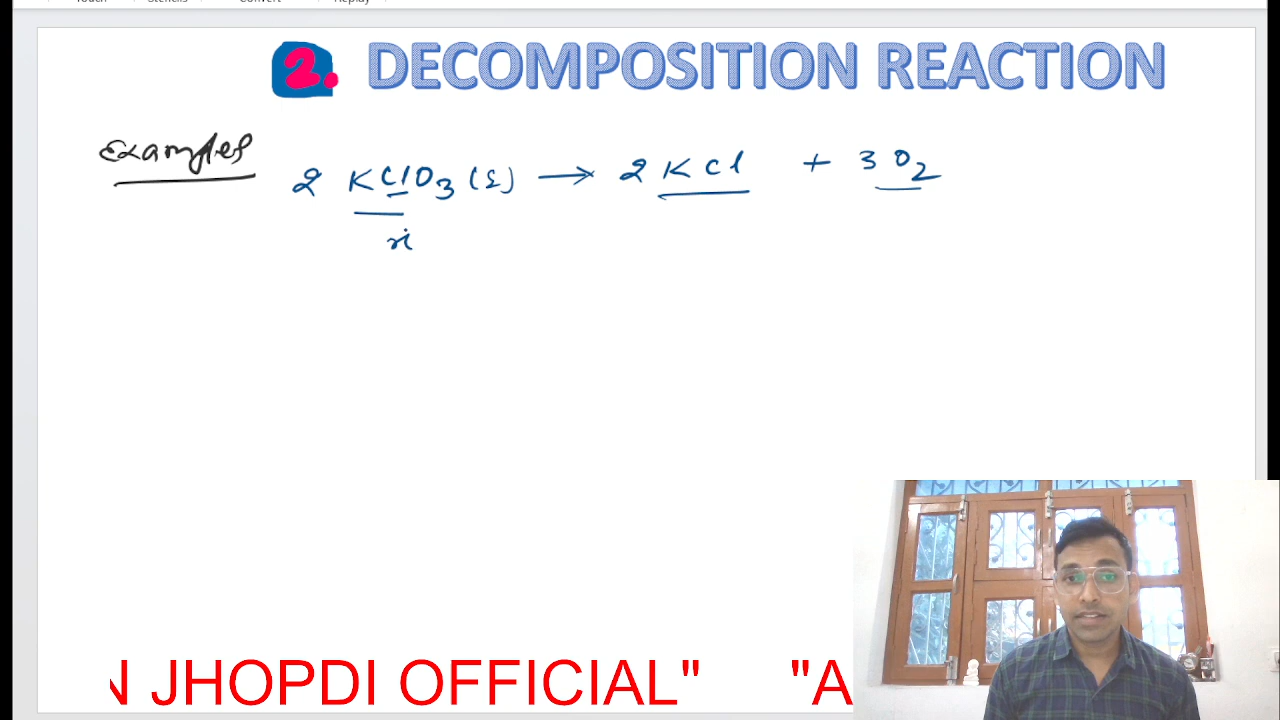 2. DECOMPOSITION REACTION
Examples
2 KClO3 (s) → 2 KCl + 3 O2
N JHOPDI OFFICIAL" "A